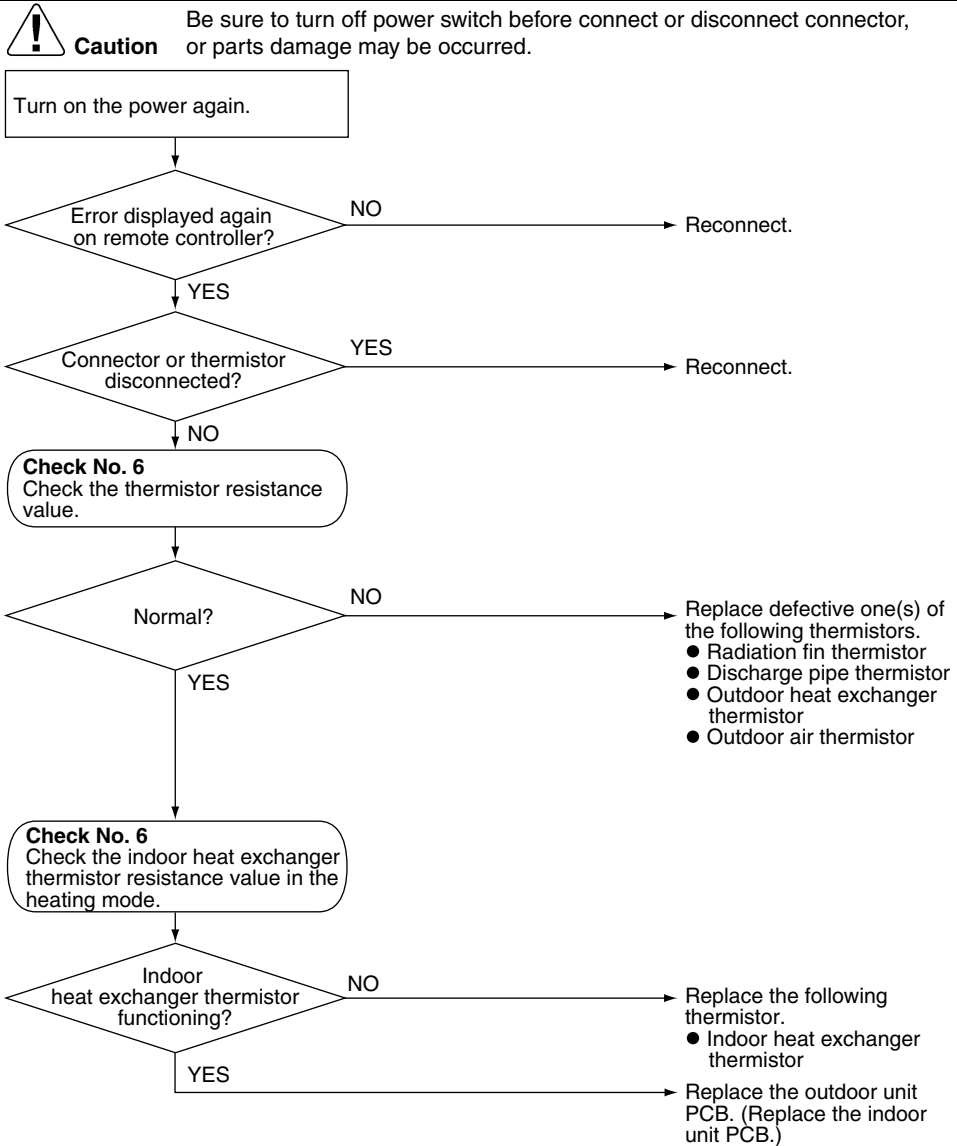 Be sure to turn off power switch before connect or disconnect connector,
Caution or parts damage may be occurred.
Turn on the power again.
Error displayed again
on remote controller?
NO
Reconnect.
YES
Connector or thermistor
disconnected?
YES
Reconnect.
NO
Check No. 6
Check the thermistor resistance
value.
Normal?
NO
Replace defective one(s) of
the following thermistors.
● Radiation fin thermistor
● Discharge pipe thermistor
● Outdoor heat exchanger
thermistor
● Outdoor air thermistor
YES
Check No. 6
Check the indoor heat exchanger
thermistor resistance value in the
heating mode.
Indoor
heat exchanger thermistor
functioning?
NO
Replace the following
thermistor.
● Indoor heat exchanger
thermistor
YES
Replace the outdoor unit
PCB. (Replace the indoor
unit PCB.)